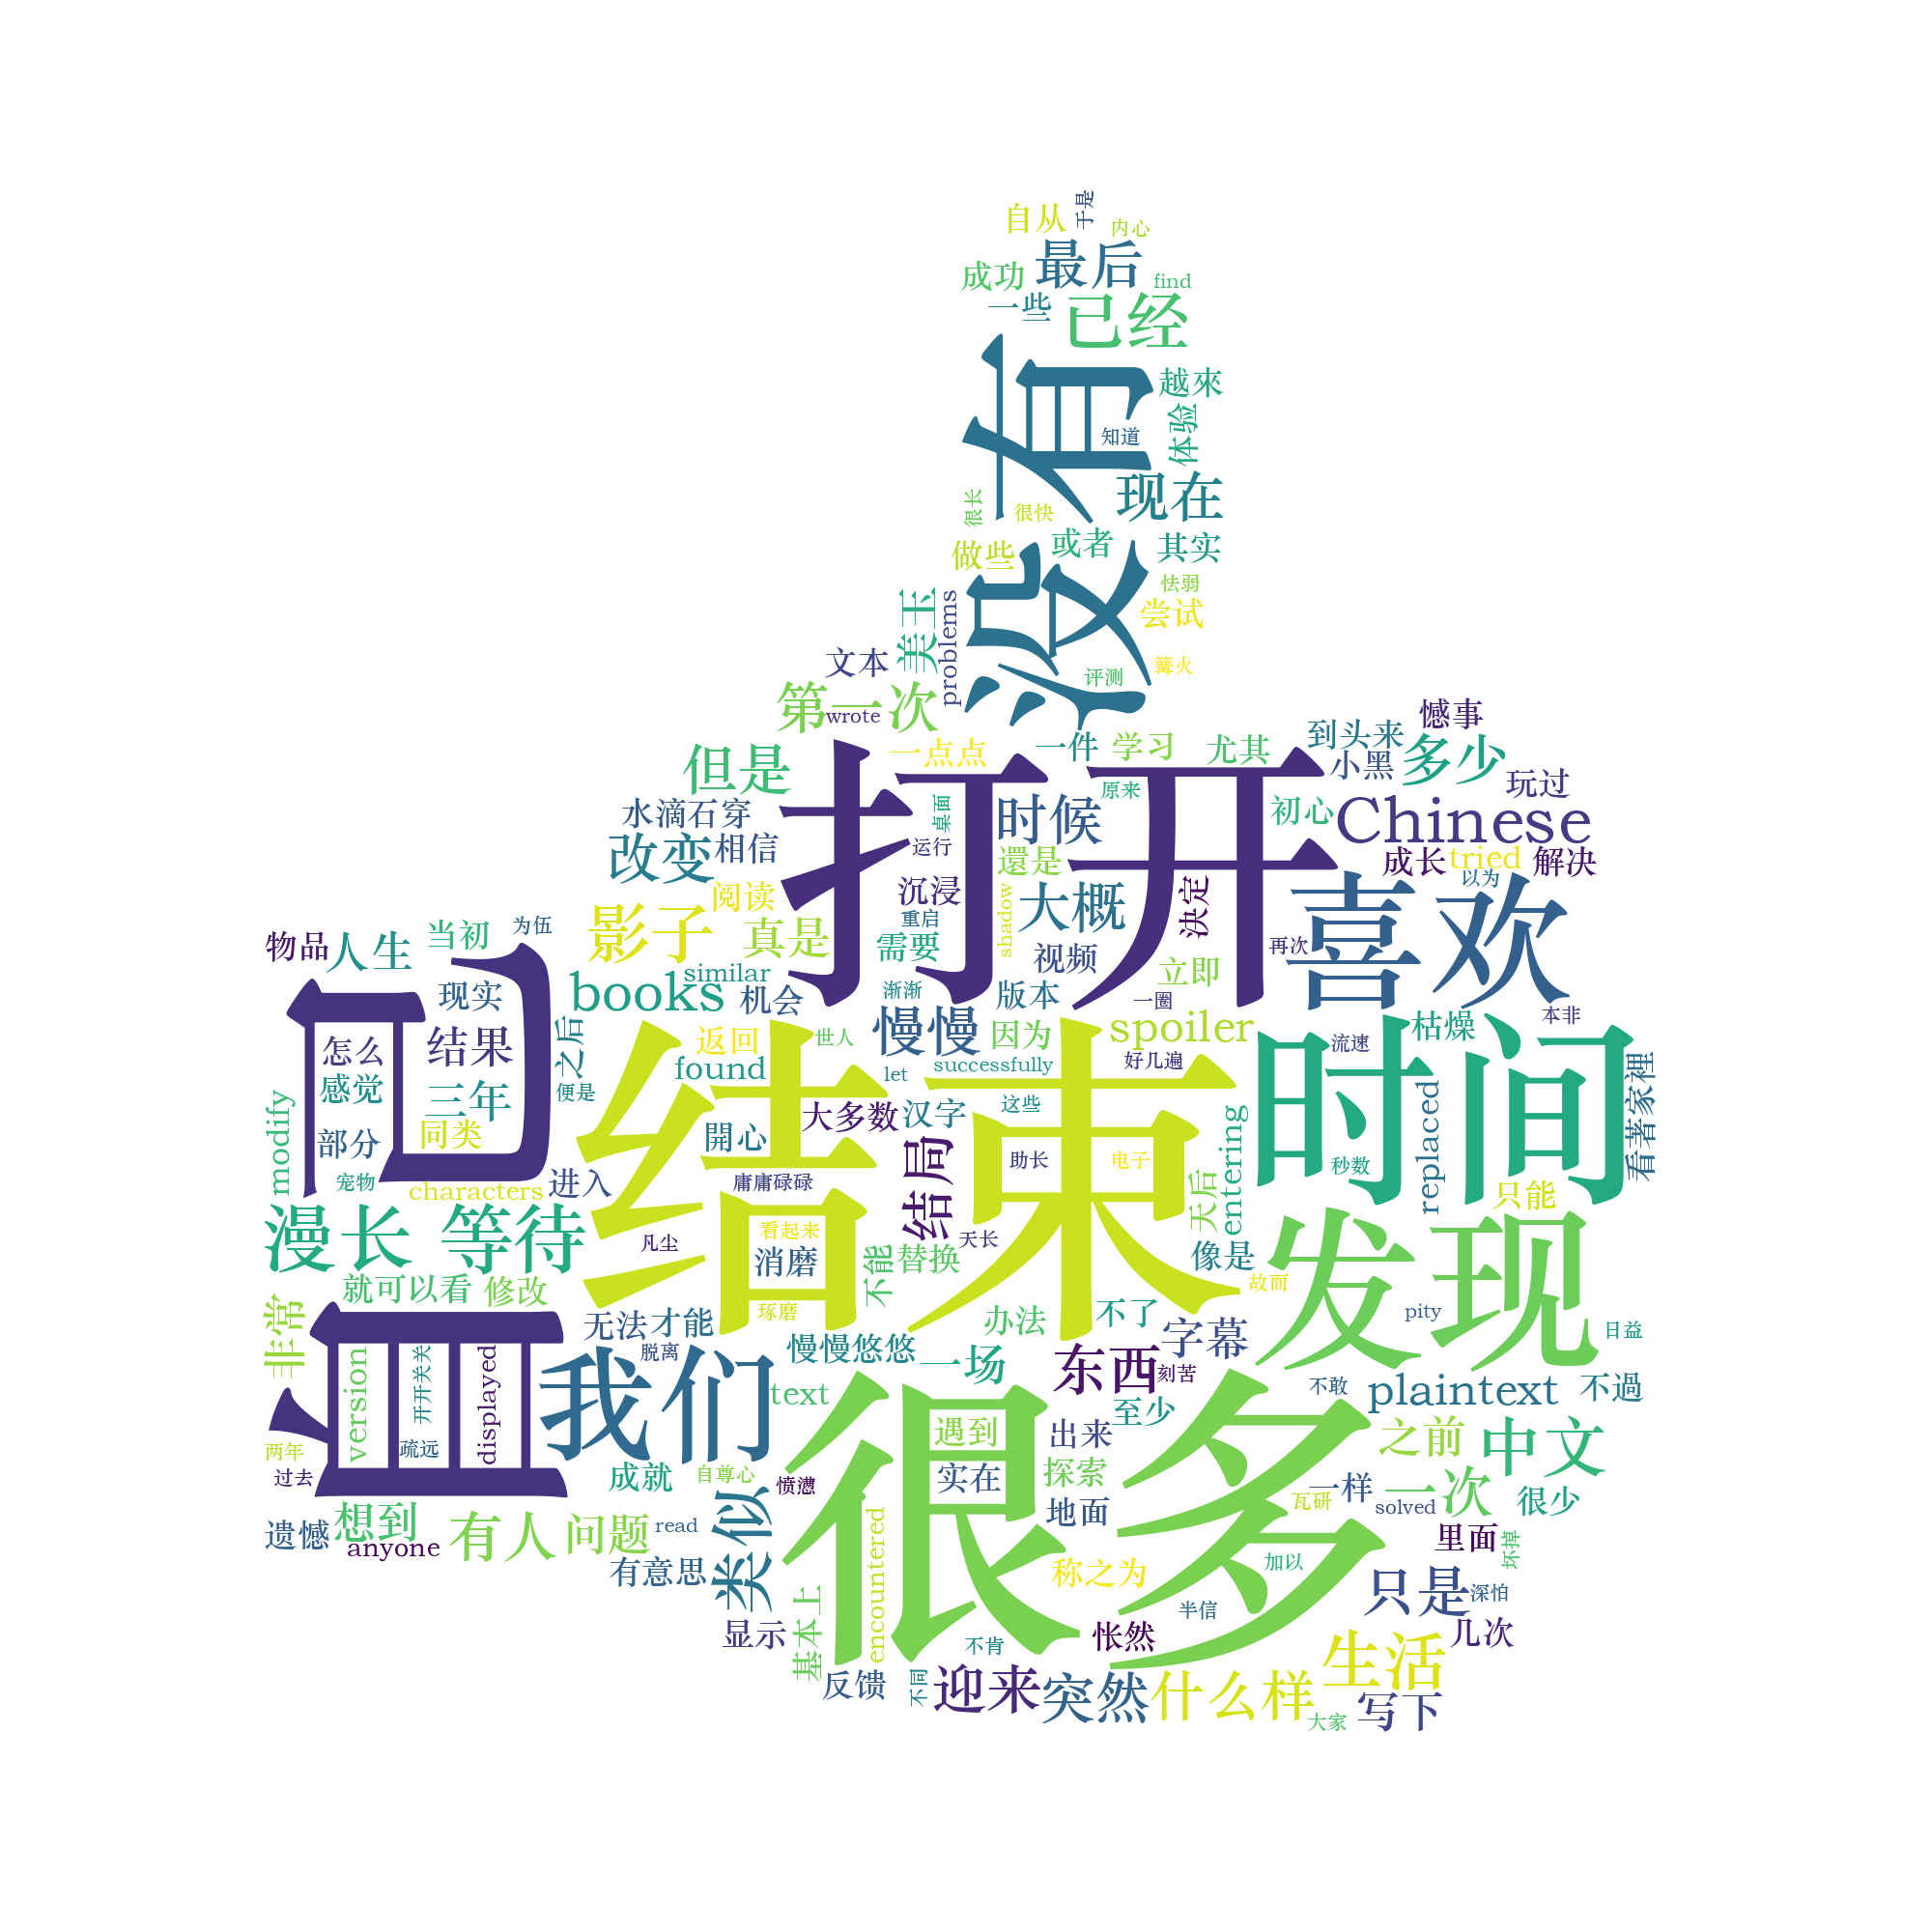 自从
于是
内心
最后
成功
find
一些
已经
没有
越來
体验
知道
现在
很长
很快
或者
其实
做些
怯弱
尝试
美玉
problems
文本
评测
篝火
第一次
wrote
憾事
到头来
多少
小黑
玩过
但是
一点点
一件
学习
尤其
打开
原来
初心
Chinese
水滴石穿
桌面
时候
改变
相信
运行
還是
成长
tried
解决
以为
阅读
沉浸
大概
決定
喜欢
影子
真是
重启
shadow
需要
视频
再次
物品
人生
当初
为伍
自己
现实
books
similar
机会
渐渐
版本
立即
一圈
本非
怎么
结果
之后
返回
世人
慢慢
因为
spoiler
流速
枯燥
时间
感觉
三年
便是
found
let
successfully
好几遍
看著家裡
modify
部分
同类
大多数
汉字
这些
entering
replaced
開心
结局
助长
电子
秒数
宠物
characters
进入
庸庸碌碌
天后
只能
结束
漫长
等待
凡尘
看起来
天长
发现
消磨
不能
替换
像是
故而
就可以看
修改
琢磨
办法
不了
pity
日益
非常
无法
才能
脱离
慢慢悠悠
一场
字幕
东西
刻苦
version
开开关关
displayed
我们
text
不敢
plaintext
不過
至少
很多
两年
疏远
过去
成就
自尊心
愤懑
遇到
出来
之前
中文
实在
探索
一次
一样
很少
瓦研
solved
遗憾
想到
anyone
有人
问题
read
类似
encountered
地面
里面
坏掉
有意思
称之为
加以
只是
深怕
基本上
半信
显示
不肯
怅然
几次
生活
反馈
不同
迎来
突然
什么样
大家
写下